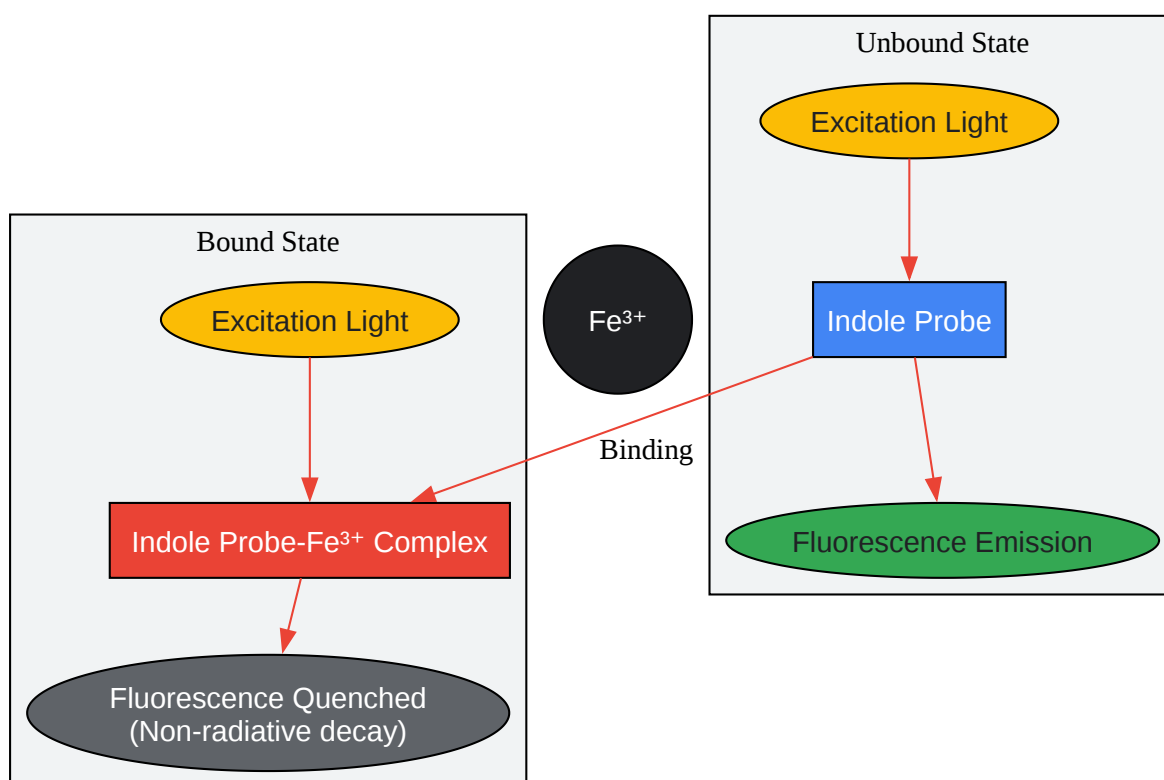 Unbound State
Excitation Light
Indole Probe
Fluorescence Emission
Bound State
Excitation Light
Fe³⁺
Binding
Indole Probe-Fe³⁺ Complex
Fluorescence Quenched
(Non-radiative decay)